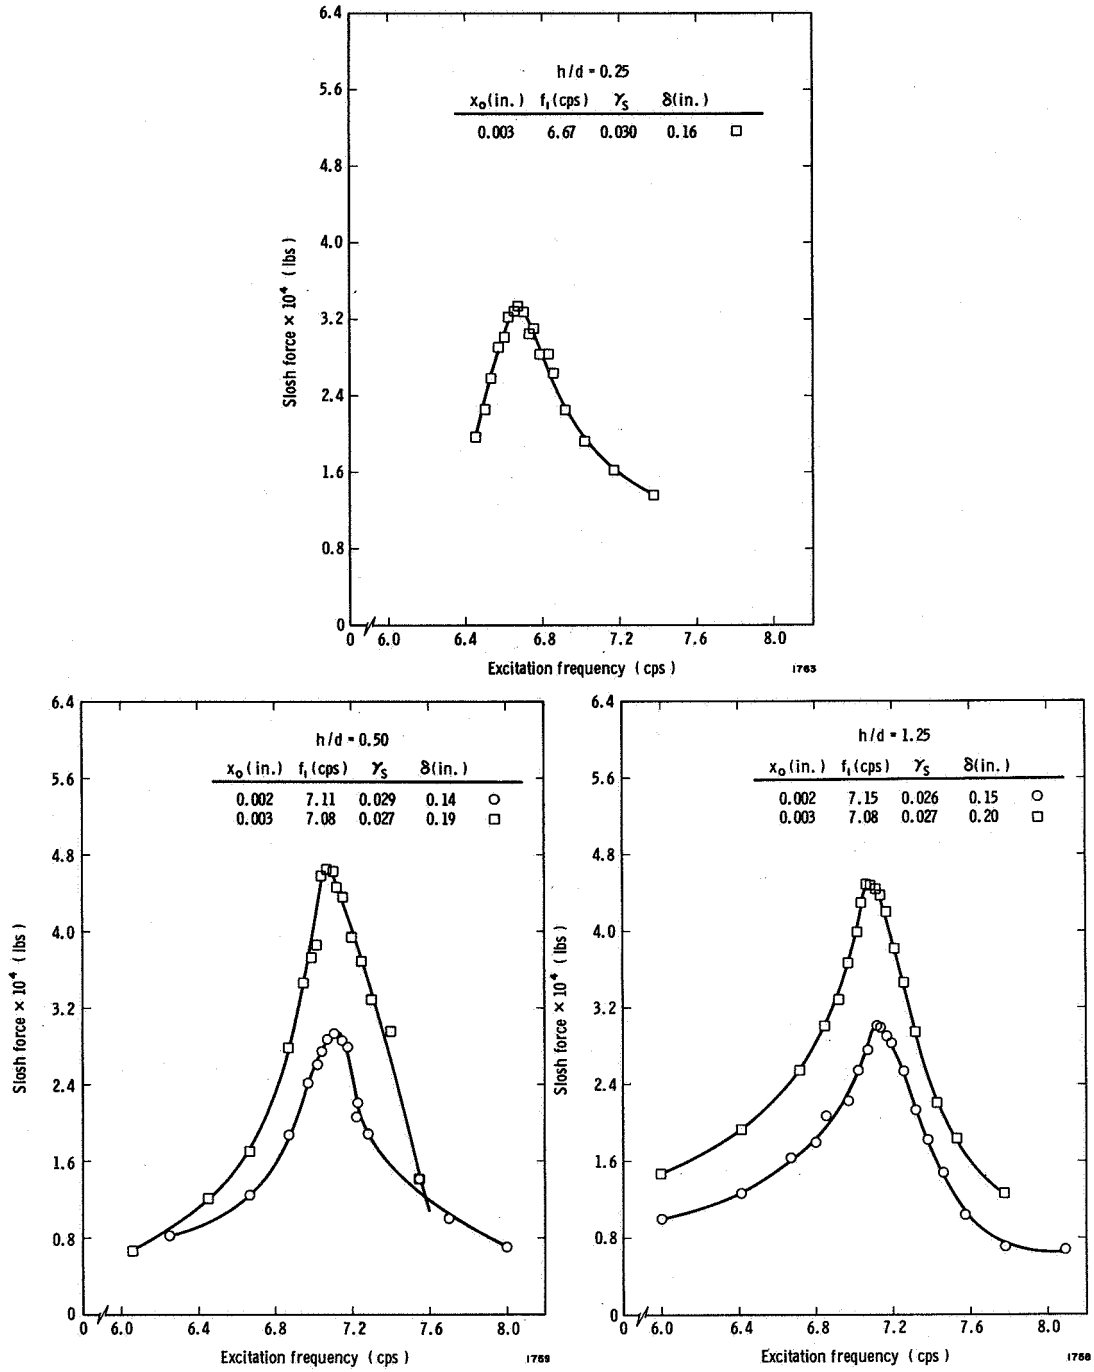 6.4
h/d = 0.25
5.6
x₀(in.) f₁(cps) γS δ(in.)
0.003 6.67 0.030 0.16
4.8
4.0
Slosh force × 10⁴ (lbs)
3.2
2.4
1.6
0.8
0
0 6.0 6.4 6.8 7.2 7.6 8.0
Excitation frequency (cps)
1763
6.4
h/d = 0.50
x₀(in.) f₁(cps) γS δ(in.)
5.6
0.002 7.11 0.029 0.14
0.003 7.08 0.027 0.19
4.8
4.0
Slosh force × 10⁴ (lbs)
3.2
2.4
1.6
0.8
0
0 6.0 6.4 6.8 7.2 7.6 8.0
Excitation frequency (cps)
1759
6.4
h/d = 1.25
x₀(in.) f₁(cps) γS δ(in.)
5.6
0.002 7.15 0.026 0.15
0.003 7.08 0.027 0.20
4.8
4.0
Slosh force × 10⁴ (lbs)
3.2
2.4
1.6
0.8
0
0 6.0 6.4 6.8 7.2 7.6 8.0
Excitation frequency (cps)
1758